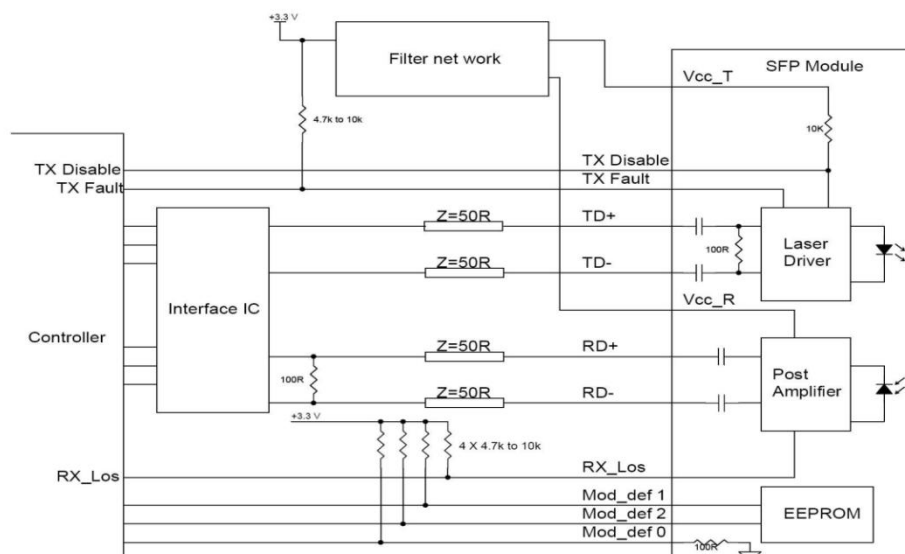 +3.3 V
Filter net work
SFP Module
Vcc_T
4.7k to 10k
10K
TX Disable
TX Disable
TX Fault
TX Fault
Z=50R
TD+
100R
Laser
Driver
Z=50R
TD-
Interface IC
Vcc_R
Controller
Z=50R
RD+
100R
Post
Amplifier
Z=50R
RD-
+3.3 V
4 X 4.7k to 10k
RX_Los
RX_Los
Mod_def 1
Mod_def 2
EEPROM
Mod_def 0
100R